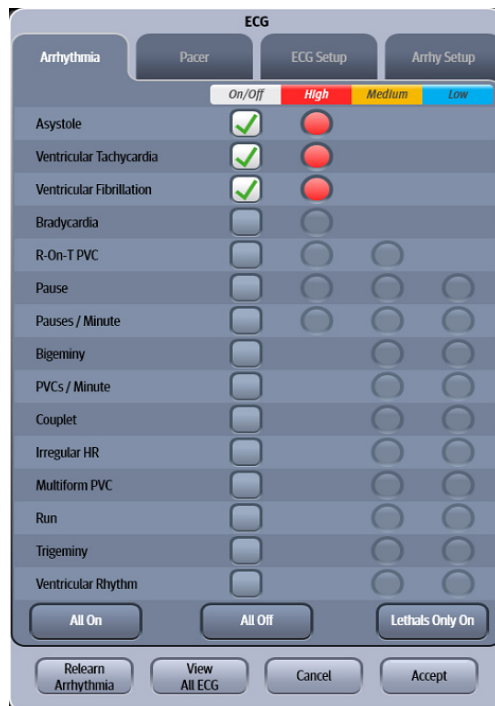 ECG
Arrhythmia Pacer ECG Setup Arrhy Setup
On/Off High Medium Low
Asystole
Ventricular Tachycardia
Ventricular Fibrillation
Bradycardia
R-On-T PVC
Pause
Pauses / Minute
Bigeminy
PVCs / Minute
Couplet
Irregular HR
Multiform PVC
Run
Trigeminy
Ventricular Rhythm
All On All Off Lethals Only On
Relearn Arrhythmia View All ECG Cancel Accept